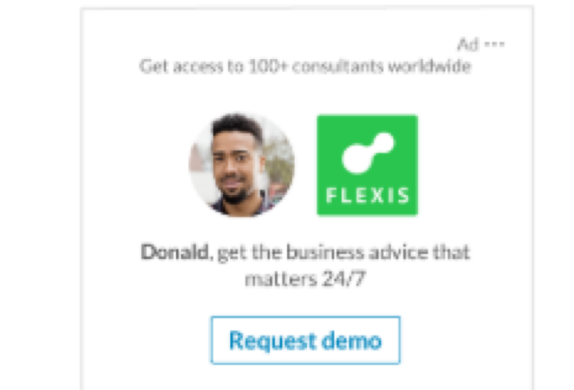 Ad ···
Get access to 100+ consultants worldwide
FLEXIS
Donald, get the business advice that
matters 24/7
Request demo